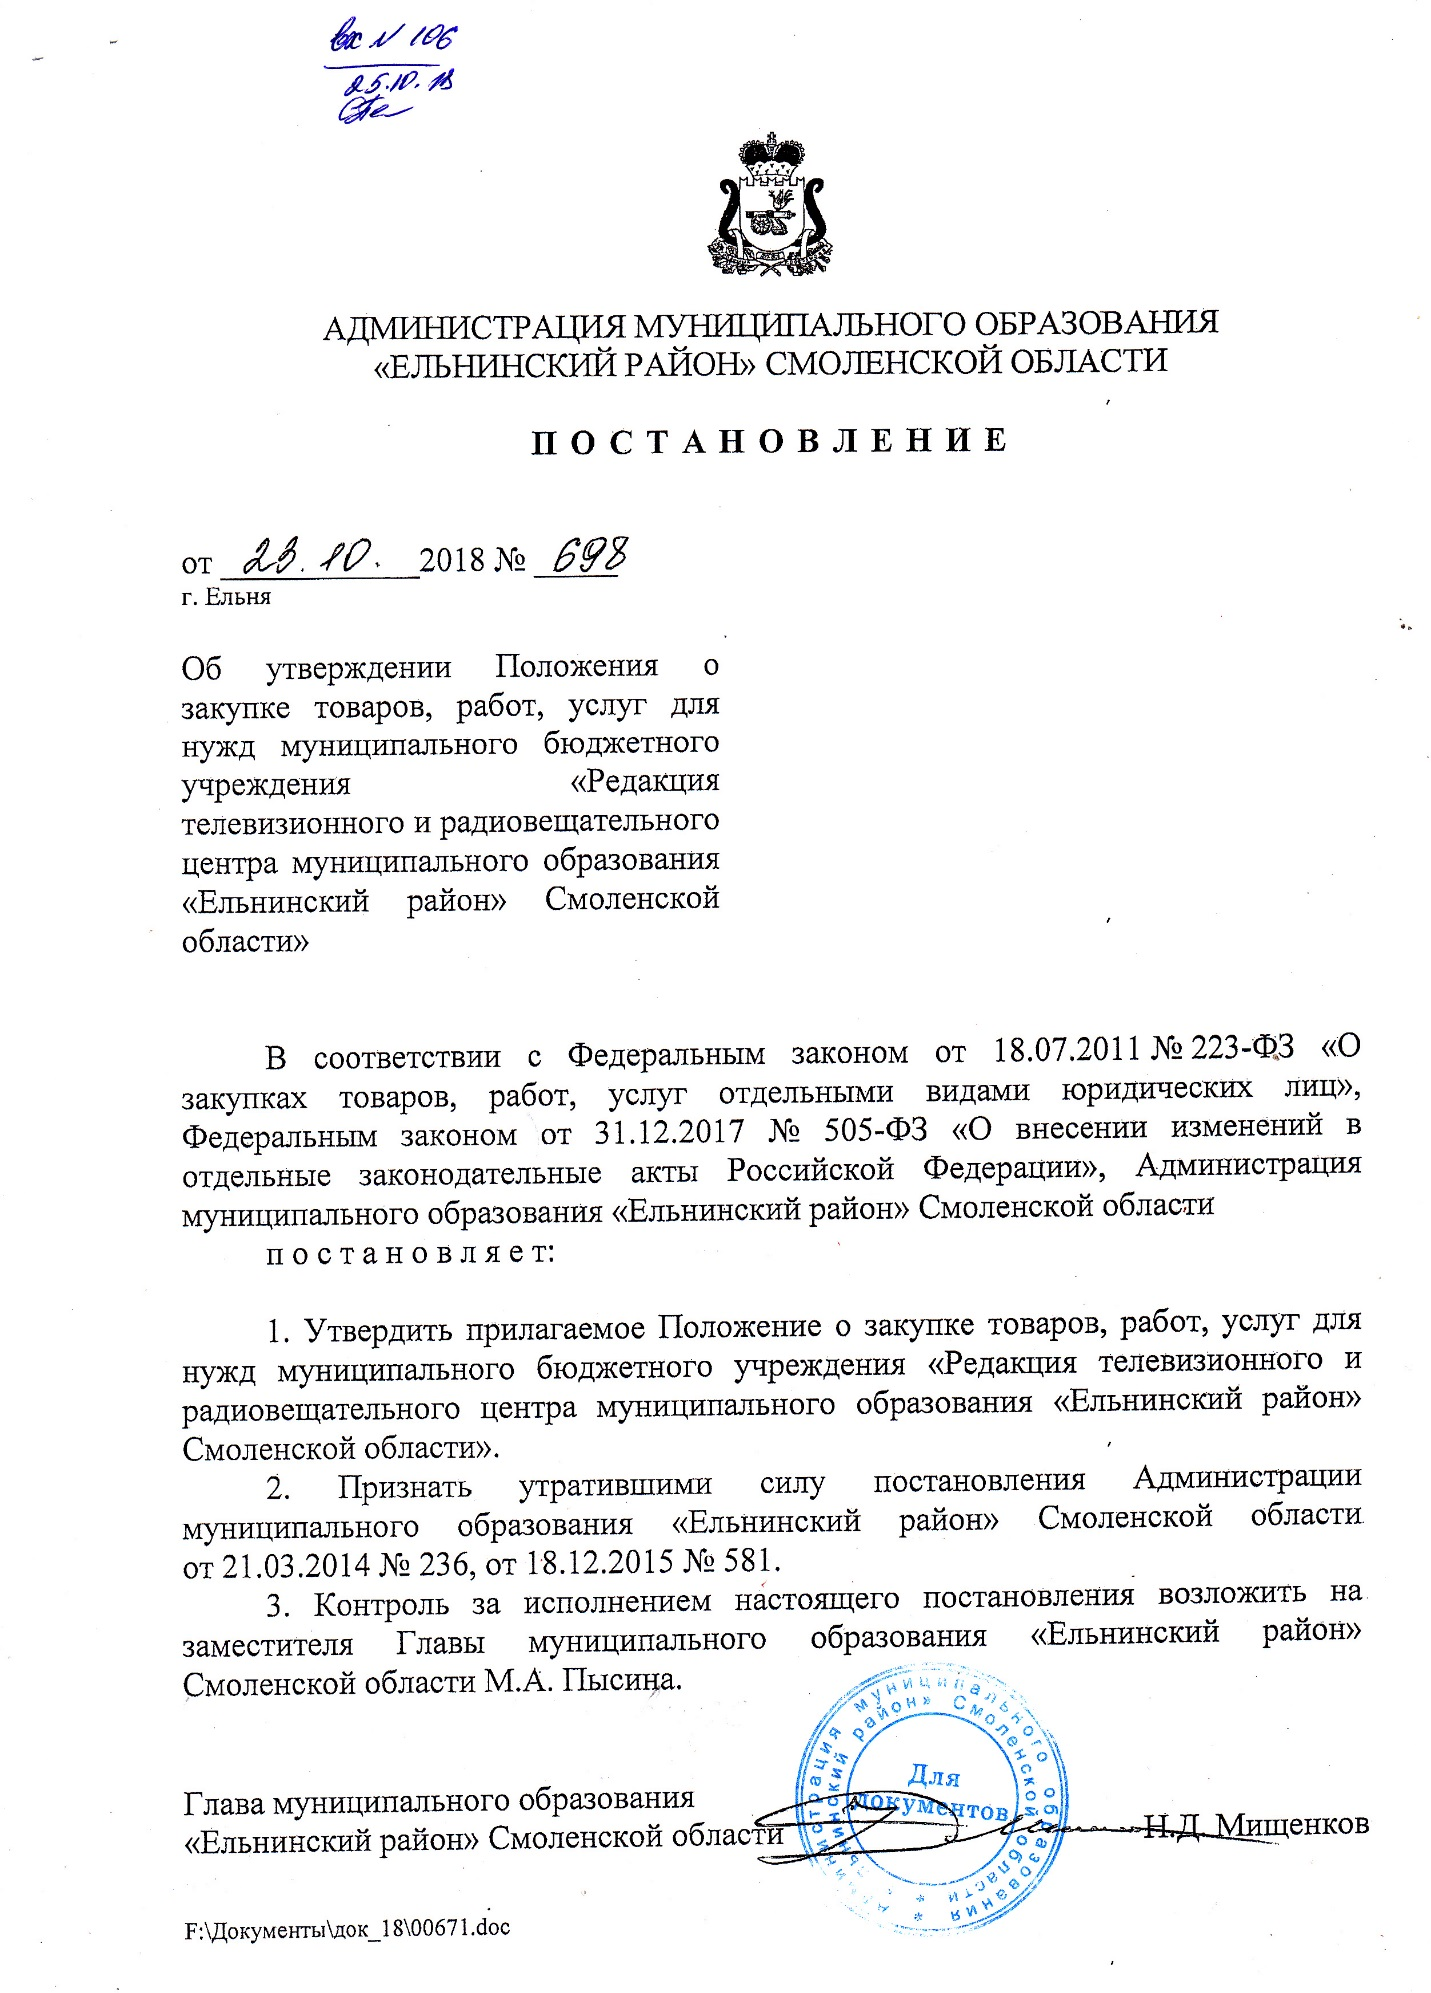 вх N 106
25.10.18
АДМИНИСТРАЦИЯ МУНИЦИПАЛЬНОГО ОБРАЗОВАНИЯ
«ЕЛЬНИНСКИЙ РАЙОН» СМОЛЕНСКОЙ ОБЛАСТИ
П О С Т А Н О В Л Е Н И Е
от 23.10. 2018 № 698
г. Ельня
Об утверждении Положения о
закупке товаров, работ, услуг для
нужд муниципального бюджетного
учреждения «Редакция
телевизионного и радиовещательного
центра муниципального образования
«Ельнинский район» Смоленской
области»
В соответствии с Федеральным законом от 18.07.2011 № 223-ФЗ «О
закупках товаров, работ, услуг отдельными видами юридических лиц»,
Федеральным законом от 31.12.2017 № 505-ФЗ «О внесении изменений в
отдельные законодательные акты Российской Федерации», Администрация
муниципального образования «Ельнинский район» Смоленской области
п о с т а н о в л я е т:
1. Утвердить прилагаемое Положение о закупке товаров, работ, услуг для
нужд муниципального бюджетного учреждения «Редакция телевизионного и
радиовещательного центра муниципального образования «Ельнинский район»
Смоленской области».
2. Признать утратившими силу постановления Администрации
муниципального образования «Ельнинский район» Смоленской области
от 21.03.2014 № 236, от 18.12.2015 № 581.
3. Контроль за исполнением настоящего постановления возложить на
заместителя Главы муниципального образования «Ельнинский район»
Смоленской области М.А. Пысина.
Администрация муниципального образования
«Ельнинский район» Смоленской области
Для
документов
Глава муниципального образования
«Ельнинский район» Смоленской области Н.Д. Мищенков
F:\Документы\док_18\00671.doc